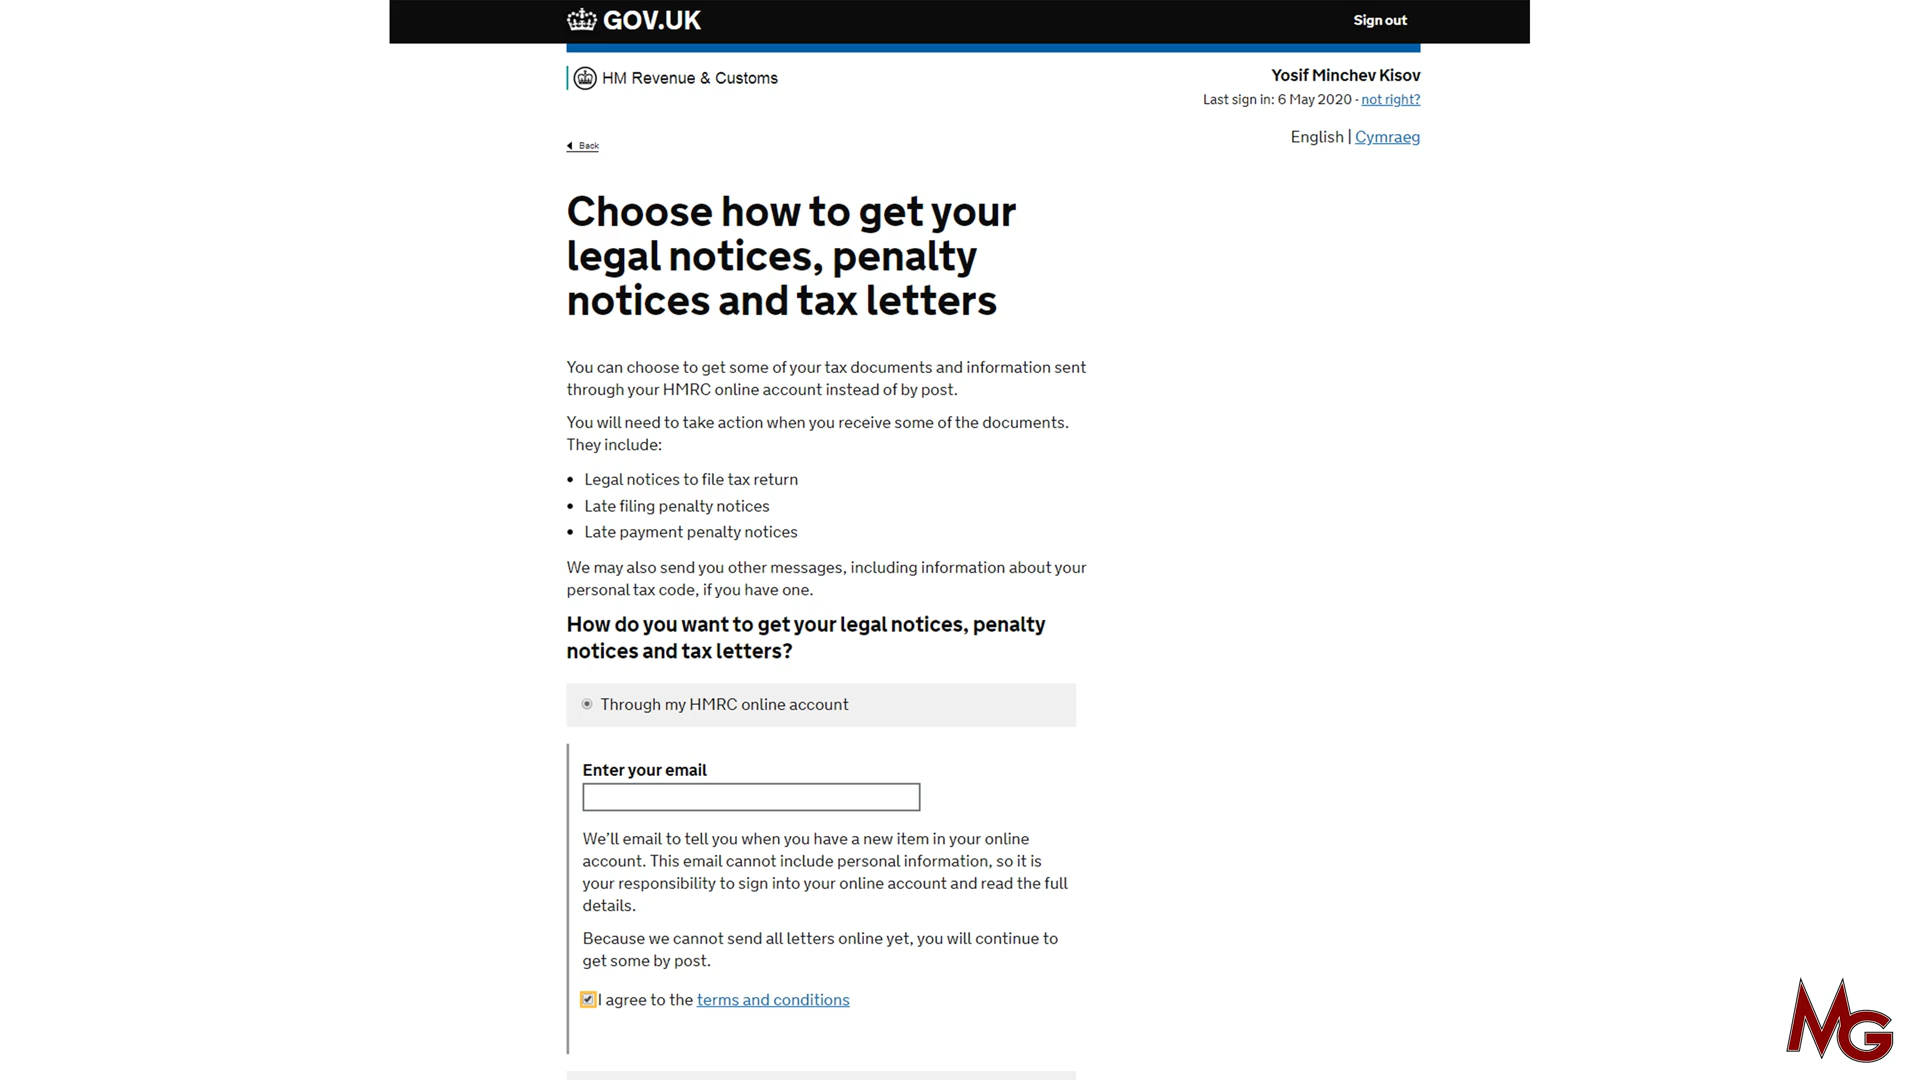 GOV.UK
Sign out
HM Revenue & Customs
Yosif Minchev Kisov
Last sign in: 6 May 2020 - not right?
English | Cymraeg
Back
Choose how to get your
legal notices, penalty
notices and tax letters
You can choose to get some of your tax documents and information sent
through your HMRC online account instead of by post.
You will need to take action when you receive some of the documents.
They include:
• Legal notices to file tax return
• Late filing penalty notices
• Late payment penalty notices
We may also send you other messages, including information about your
personal tax code, if you have one.
How do you want to get your legal notices, penalty
notices and tax letters?
Through my HMRC online account
Enter your email
We’ll email to tell you when you have a new item in your online
account. This email cannot include personal information, so it is
your responsibility to sign into your online account and read the full
details.
Because we cannot send all letters online yet, you will continue to
get some by post.
I agree to the terms and conditions
MG